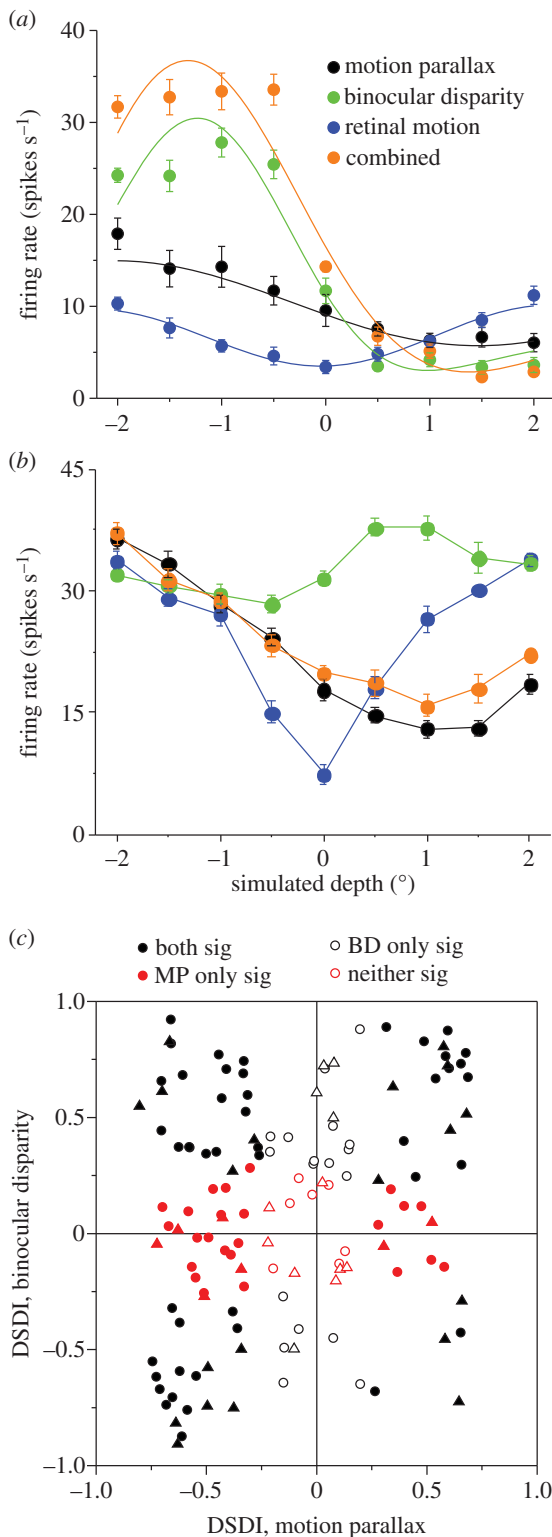 (a)
40
30
20
10
0
firing rate (spikes s⁻¹)
motion parallax
binocular disparity
retinal motion
combined
–2 –1 0 1 2
(b)
45
30
15
0
firing rate (spikes s⁻¹)
–2 –1 0 1 2
simulated depth (°)
(c)
both sig
BD only sig
MP only sig
neither sig
1.0
0.5
0
-0.5
-1.0
DSDI, binocular disparity
-1.0 -0.5 0 0.5 1.0
DSDI, motion parallax